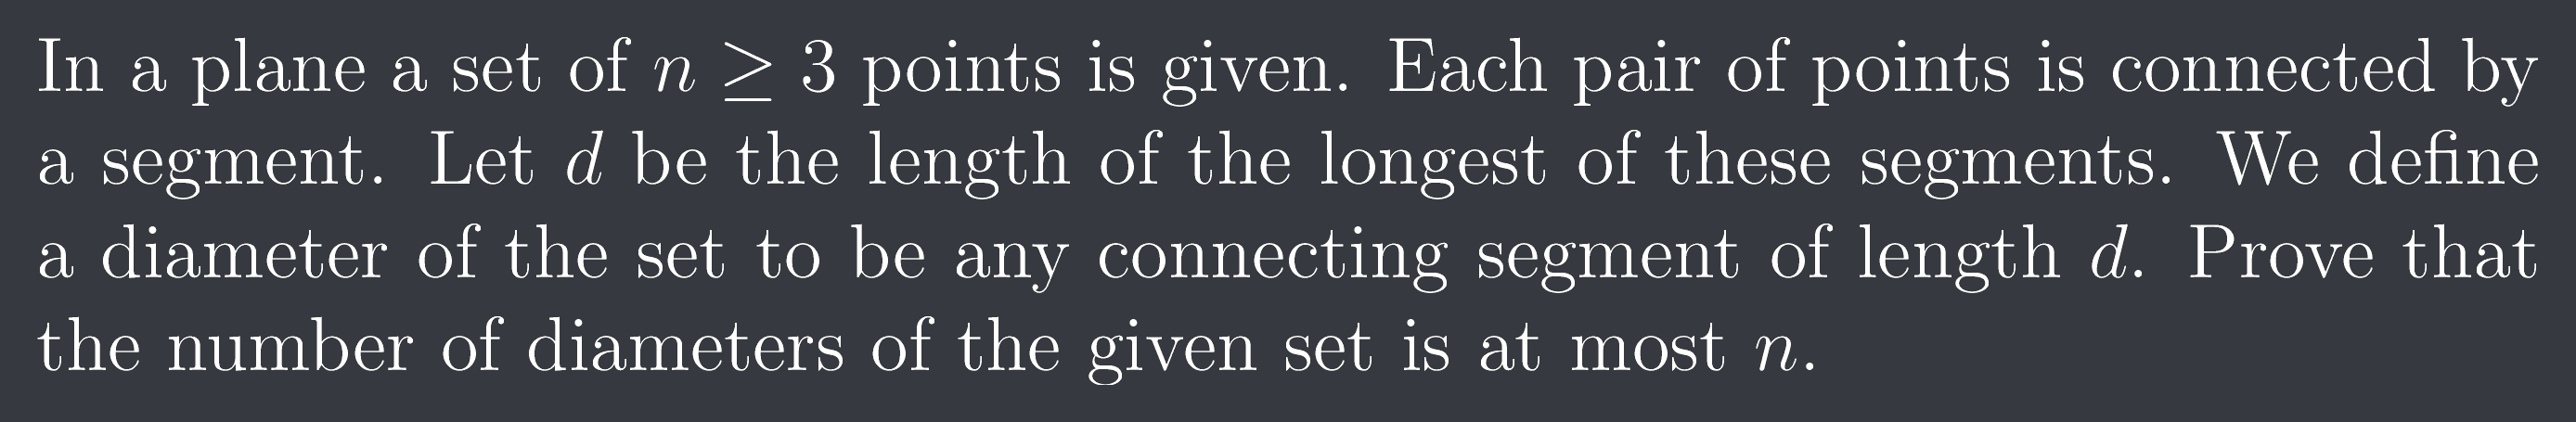 In a plane a set of n ≥ 3 points is given. Each pair of points is connected by
a segment. Let d be the length of the longest of these segments. We define
a diameter of the set to be any connecting segment of length d. Prove that
the number of diameters of the given set is at most n.